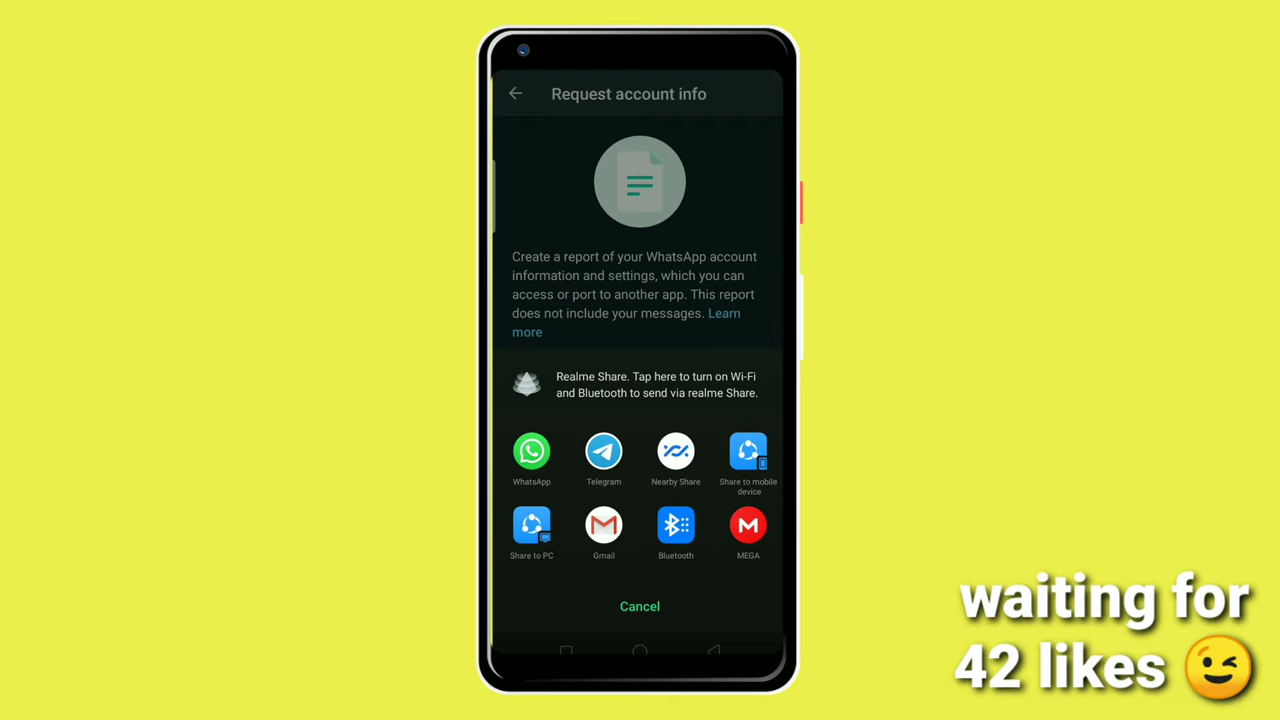 Request account info
Create a report of your WhatsApp account
information and settings, which you can
access or port to another app. This report
does not include your messages. Learn
more
Realme Share. Tap here to turn on Wi-Fi
and Bluetooth to send via realme Share.
WhatsApp
Telegram
Nearby Share
Share to mobile
device
Share to PC
Gmail
Bluetooth
MEGA
Cancel
waiting for
42 likes 😉